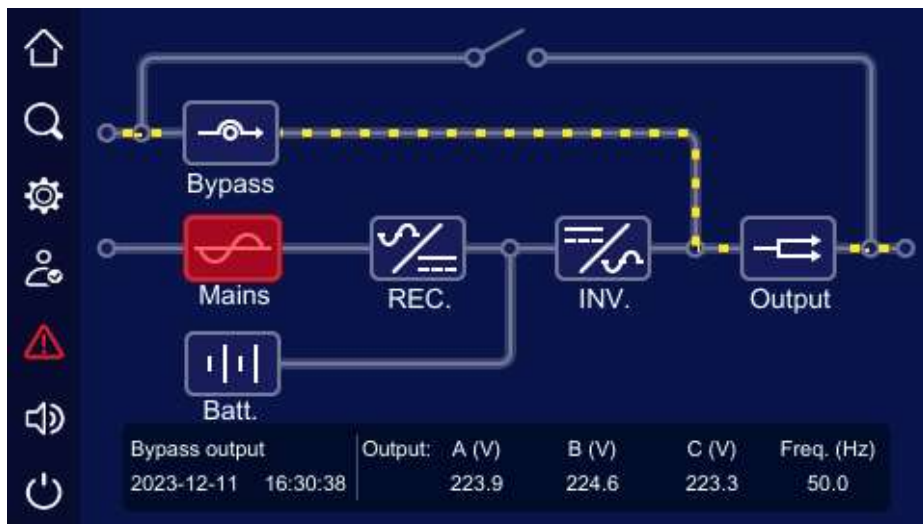 Bypass
Mains
REC.
INV.
Output
Batt.
Bypass output
2023-12-11 16:30:38
Output: A (V) B (V) C (V) Freq. (Hz)
223.9 224.6 223.3 50.0